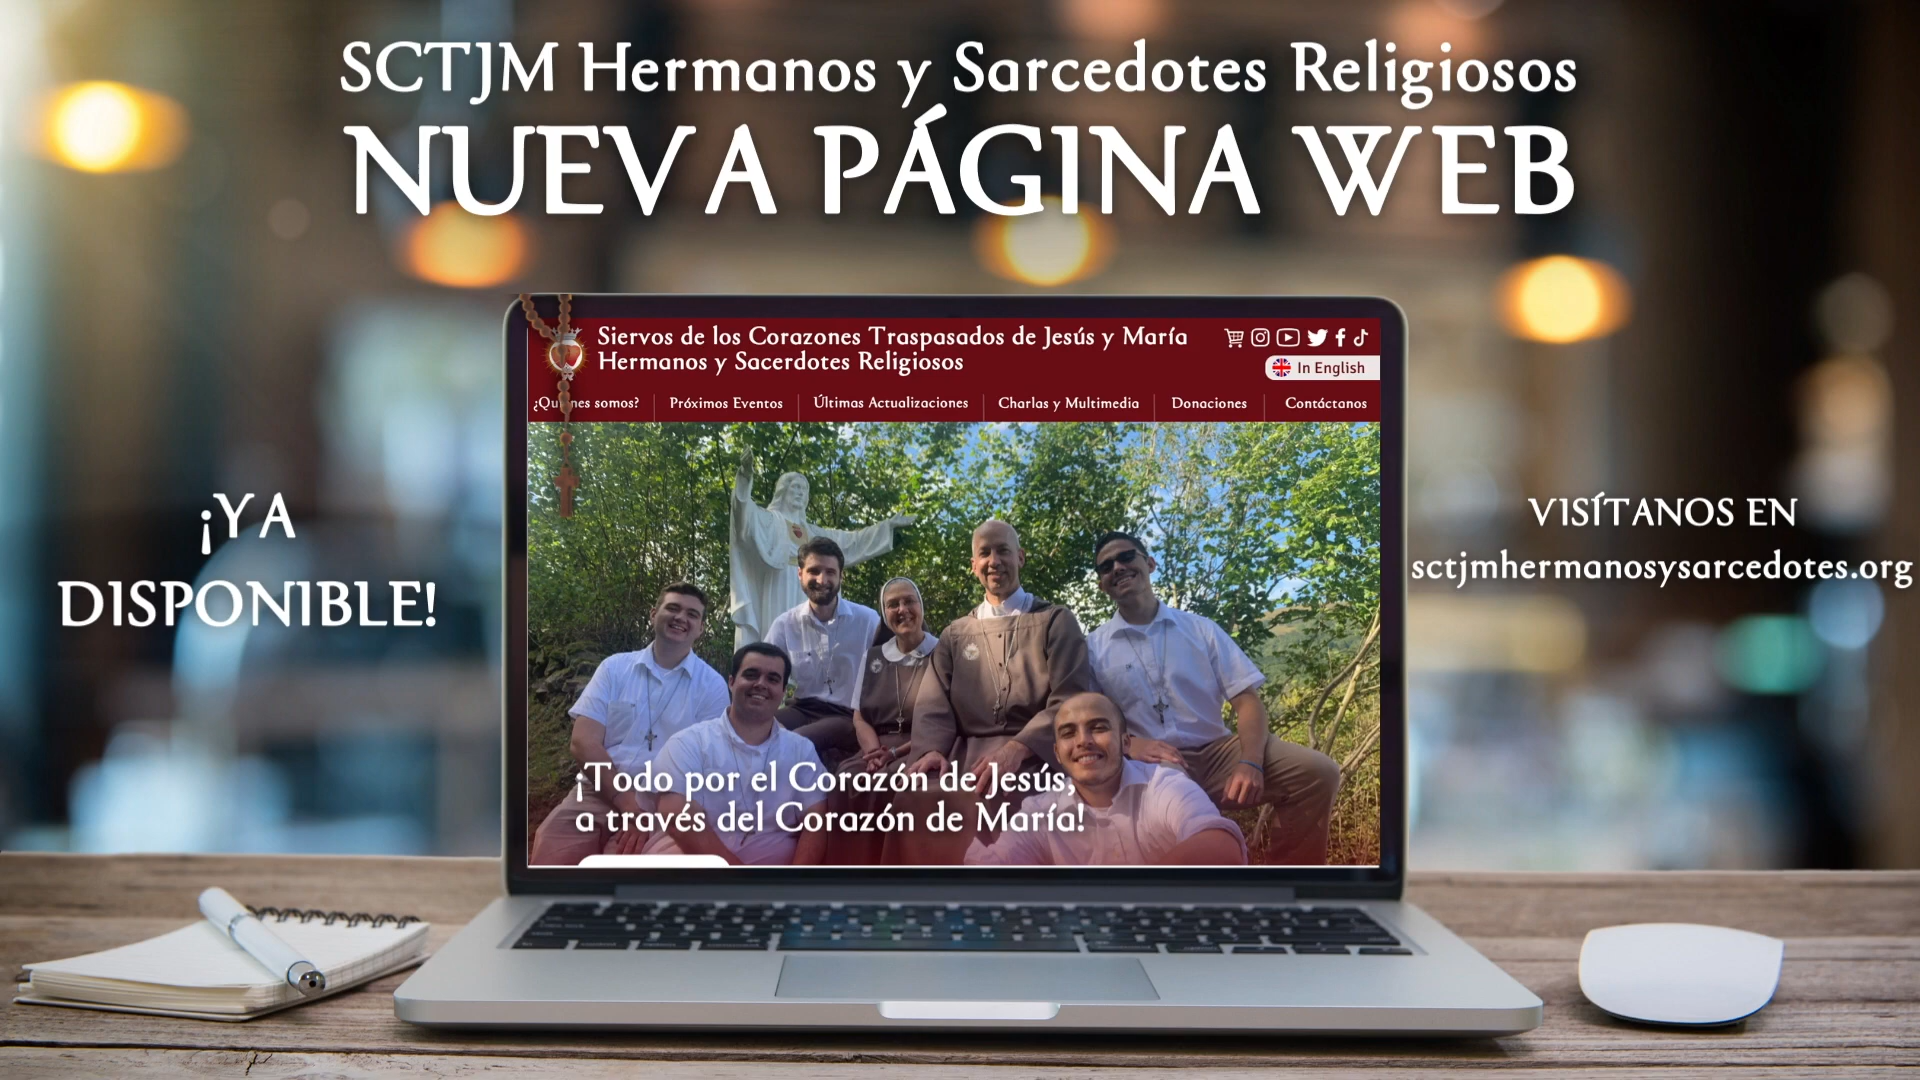 SCTJM Hermanos y Sarcedotes Religiosos
NUEVA PÁGINA WEB
Siervos de los Corazones Traspasados de Jesús y María
Hermanos y Sacerdotes Religiosos
In English
¿Quiénes somos?
Próximos Eventos
Últimas Actualizaciones
Charlas y Multimedia
Donaciones
Contáctanos
¡YA
DISPONIBLE!
VISÍTANOS EN
sctjmhermanosysarcedotes.org
¡Todo por el Corazón de Jesús,
a través del Corazón de María!